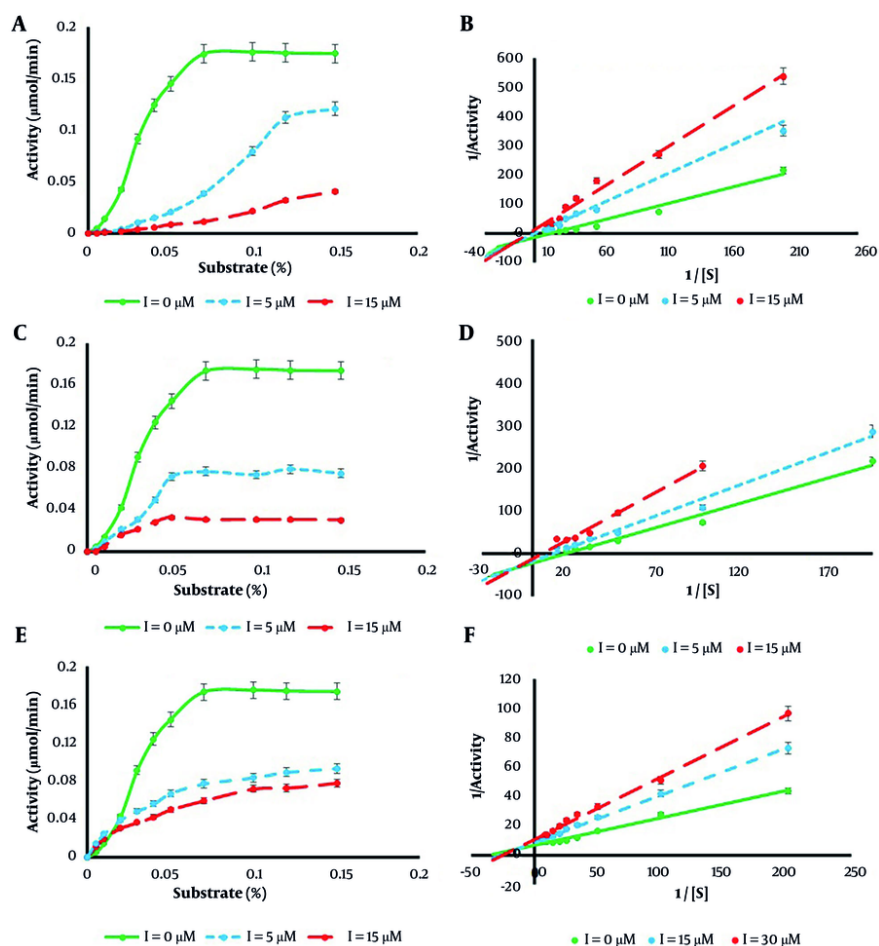 A
Activity (μmol/min)
0.2
0.15
0.1
0.05
0
0 0.05 0.1 0.15 0.2
Substrate (%)
I = 0 μM I = 5 μM I = 15 μM
B
1/Activity
600
500
400
300
200
100
0
-100
-40 10 60 110 160 210 260
1/[S]
I = 0 μM I = 5 μM I = 15 μM
C
Activity (μmol/min)
0.2
0.16
0.12
0.08
0.04
0
0 0.05 0.1 0.15 0.2
Substrate (%)
I = 0 μM I = 5 μM I = 15 μM
D
1/Activity
500
400
300
200
100
0
-100
-30 20 70 120 170
1/[S]
I = 0 μM I = 5 μM I = 15 μM
E
Activity (μmol/min)
0.2
0.16
0.12
0.08
0.04
0
0 0.05 0.1 0.15 0.2
Substrate (%)
I = 0 μM I = 5 μM I = 15 μM
F
1/Activity
120
100
80
60
40
20
0
-20
-50 00 50 100 150 200 250
1/[S]
I = 0 μM I = 15 μM I = 30 μM